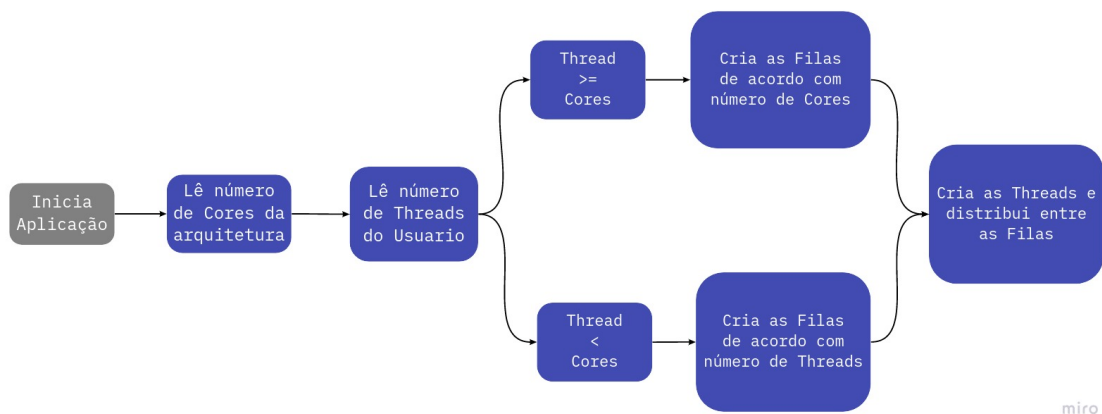 Inicia
Aplicação
Lê número
de Cores da
arquitetura
Lê número
de Threads
do Usuario
Thread
>=
Cores
Cria as Filas
de acordo com
número de Cores
Thread
<
Cores
Cria as Filas
de acordo com
número de Threads
Cria as Threads e
distribui entre
as Filas
miro